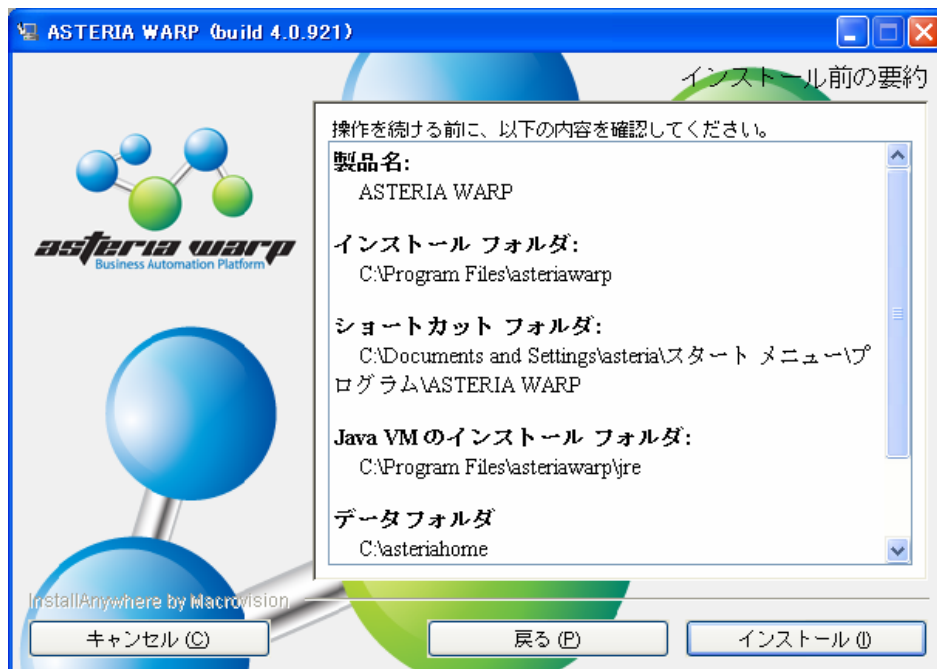 ASTERIA WARP (build 4.0.921)
インストール前の要約
asteria warp
Business Automation Platform
操作を続ける前に、以下の内容を確認してください。
製品名:
ASTERIA WARP
インストール フォルダ:
C:\Program Files\asteriawarp
ショートカット フォルダ:
C:\Documents and Settings\asteria\スタート メニュー\プ
ログラム\ASTERIA WARP
Java VM のインストール フォルダ:
C:\Program Files\asteriawarp\jre
データフォルダ
C:\asteriahome
InstallAnywhere by Macrovision
キャンセル (C)
戻る (P)
インストール (I)